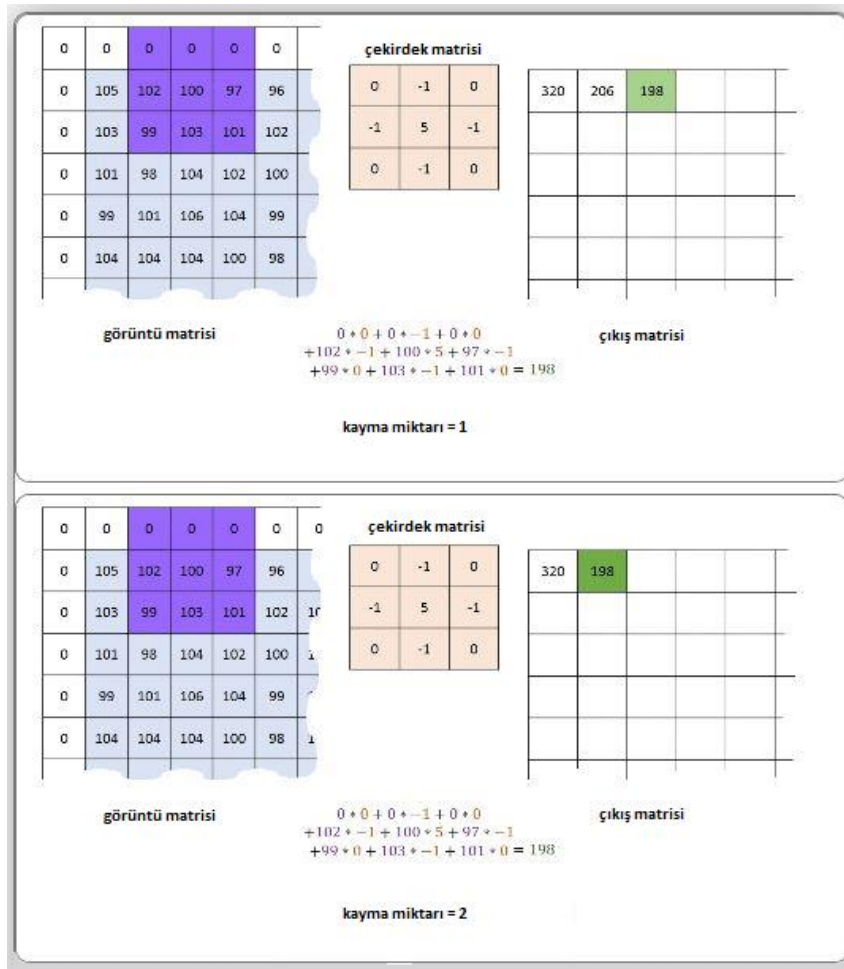 0 0 0 0 0 0
0 105 102 100 97 96
0 103 99 103 101 102
0 101 98 104 102 100
0 99 101 106 104 99
0 104 104 104 100 98
görüntü matrisi
çekirdek matrisi
0 -1 0
-1 5 -1
0 -1 0
320 206 198
çıkış matrisi
0 * 0 + 0 * -1 + 0 * 0
+102 * -1 + 100 * 5 + 97 * -1
+99 * 0 + 103 * -1 + 101 * 0 = 198
kayma miktarı = 1
0 0 0 0 0 0 0
0 105 102 100 97 96
0 103 99 103 101 102
0 101 98 104 102 100
0 99 101 106 104 99
0 104 104 104 100 98
görüntü matrisi
çekirdek matrisi
0 -1 0
-1 5 -1
0 -1 0
320 198
çıkış matrisi
0 * 0 + 0 * -1 + 0 * 0
+102 * -1 + 100 * 5 + 97 * -1
+99 * 0 + 103 * -1 + 101 * 0 = 198
kayma miktarı = 2